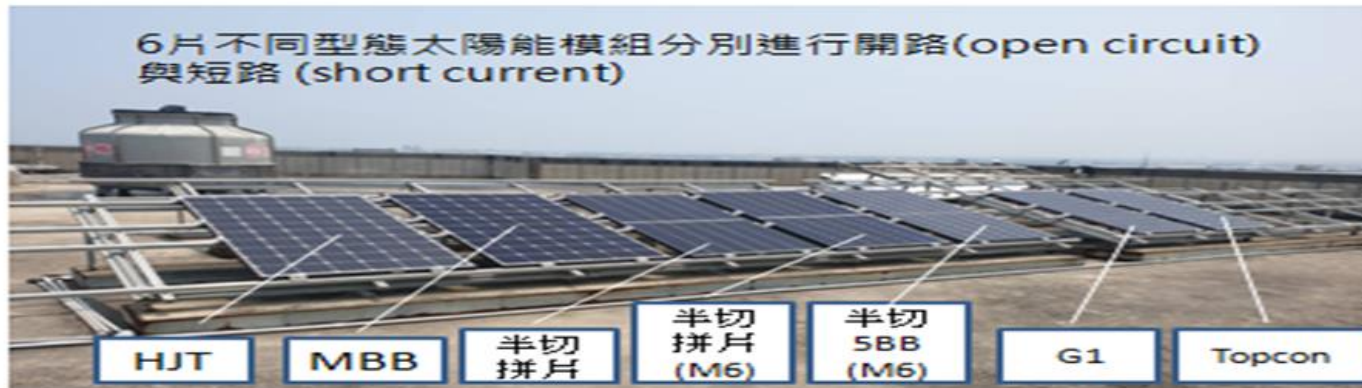 6片不同型態太陽能模組分別進行開路(open circuit)
與短路 (short current)
HJT
MBB
半切
拼片
半切
拼片
(M6)
半切
5BB
(M6)
G1
Topcon